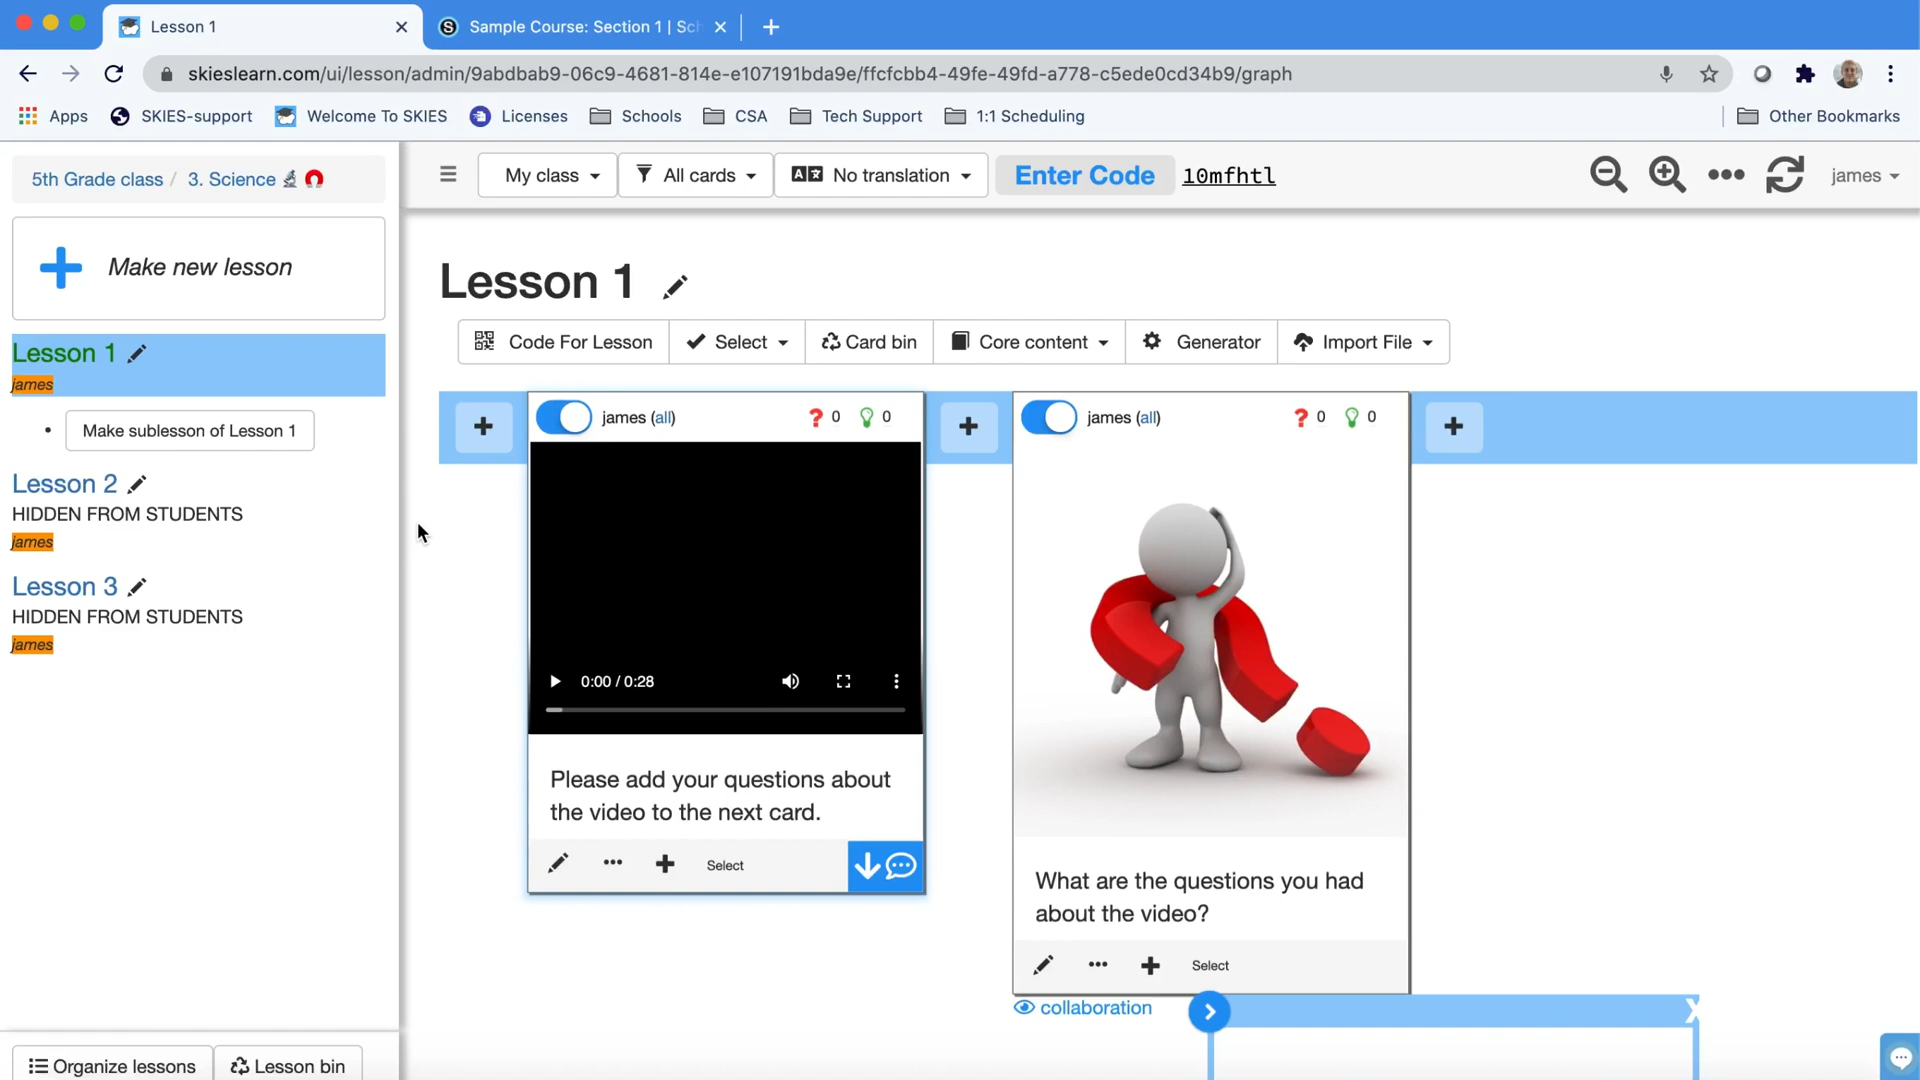 Lesson 1
Sample Course: Section 1 | Sch
skieslearn.com/ui/lesson/admin/9abdbab9-06c9-4681-814e-e107191bda9e/ffcfcbb4-49fe-49fd-a778-c5ede0cd34b9/graph
Apps
SKIES-support
Welcome To SKIES
Licenses
Schools
CSA
Tech Support
1:1 Scheduling
Other Bookmarks
5th Grade class / 3. Science
My class
All cards
No translation
Enter Code
10mfhtl
james
Make new lesson
Lesson 1
james
Make sublesson of Lesson 1
Lesson 2
HIDDEN FROM STUDENTS
james
Lesson 3
HIDDEN FROM STUDENTS
james
Organize lessons
Lesson bin
Lesson 1
Code For Lesson
Select
Card bin
Core content
Generator
Import File
james (all)
? 0
0
0:00 / 0:28
Please add your questions about
the video to the next card.
Select
james (all)
? 0
0
What are the questions you had
about the video?
Select
collaboration